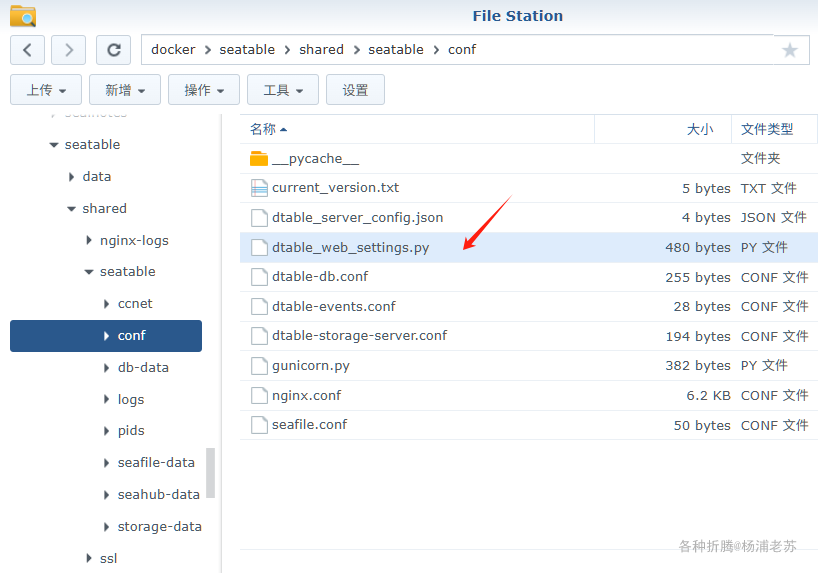 File Station
docker seatable shared seatable conf
上传 新增 操作 工具 设置
seatable
data
shared
nginx-logs
seatable
ccnet
conf
db-data
logs
pids
seafile-data
seahub-data
storage-data
ssl
名称 大小 文件类型
__pycache__ 文件夹
current_version.txt 5 bytes TXT 文件
dtable_server_config.json 4 bytes JSON 文件
dtable_web_settings.py 480 bytes PY 文件
dtable-db.conf 255 bytes CONF 文件
dtable-events.conf 28 bytes CONF 文件
dtable-storage-server.conf 194 bytes CONF 文件
gunicorn.py 382 bytes PY 文件
nginx.conf 6.2 KB CONF 文件
seafile.conf 50 bytes CONF 文件
各种折腾@杨浦老苏